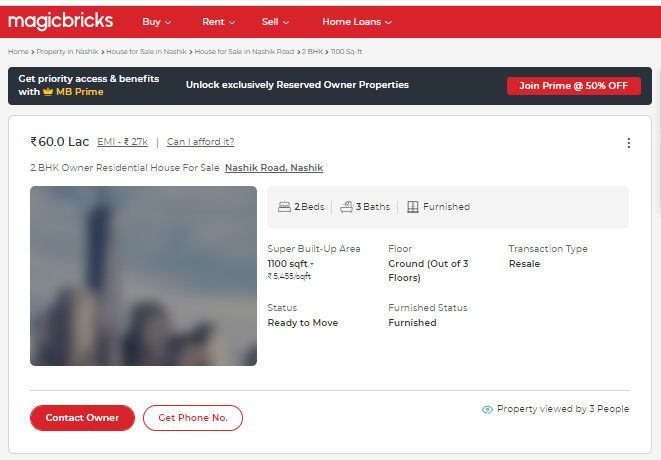 magicbricks Buy Rent Sell Home Loans
Home > Property in Nashik > House for Sale in Nashik > House for Sale in Nashik Road > 2 BHK > 1100 Sq-ft
Get priority access & benefits
with MB Prime
Unlock exclusively Reserved Owner Properties
Join Prime @ 50% OFF
₹60.0 Lac EMI - ₹ 27k | Can I afford it?
2 BHK Owner Residential House For Sale Nashik Road, Nashik
2 Beds 3 Baths Furnished
Super Built-Up Area
1100 sqft -
₹ 5,455/sqft
Floor
Ground (Out of 3
Floors)
Transaction Type
Resale
Status
Ready to Move
Furnished Status
Furnished
Contact Owner Get Phone No.
Property viewed by 3 People